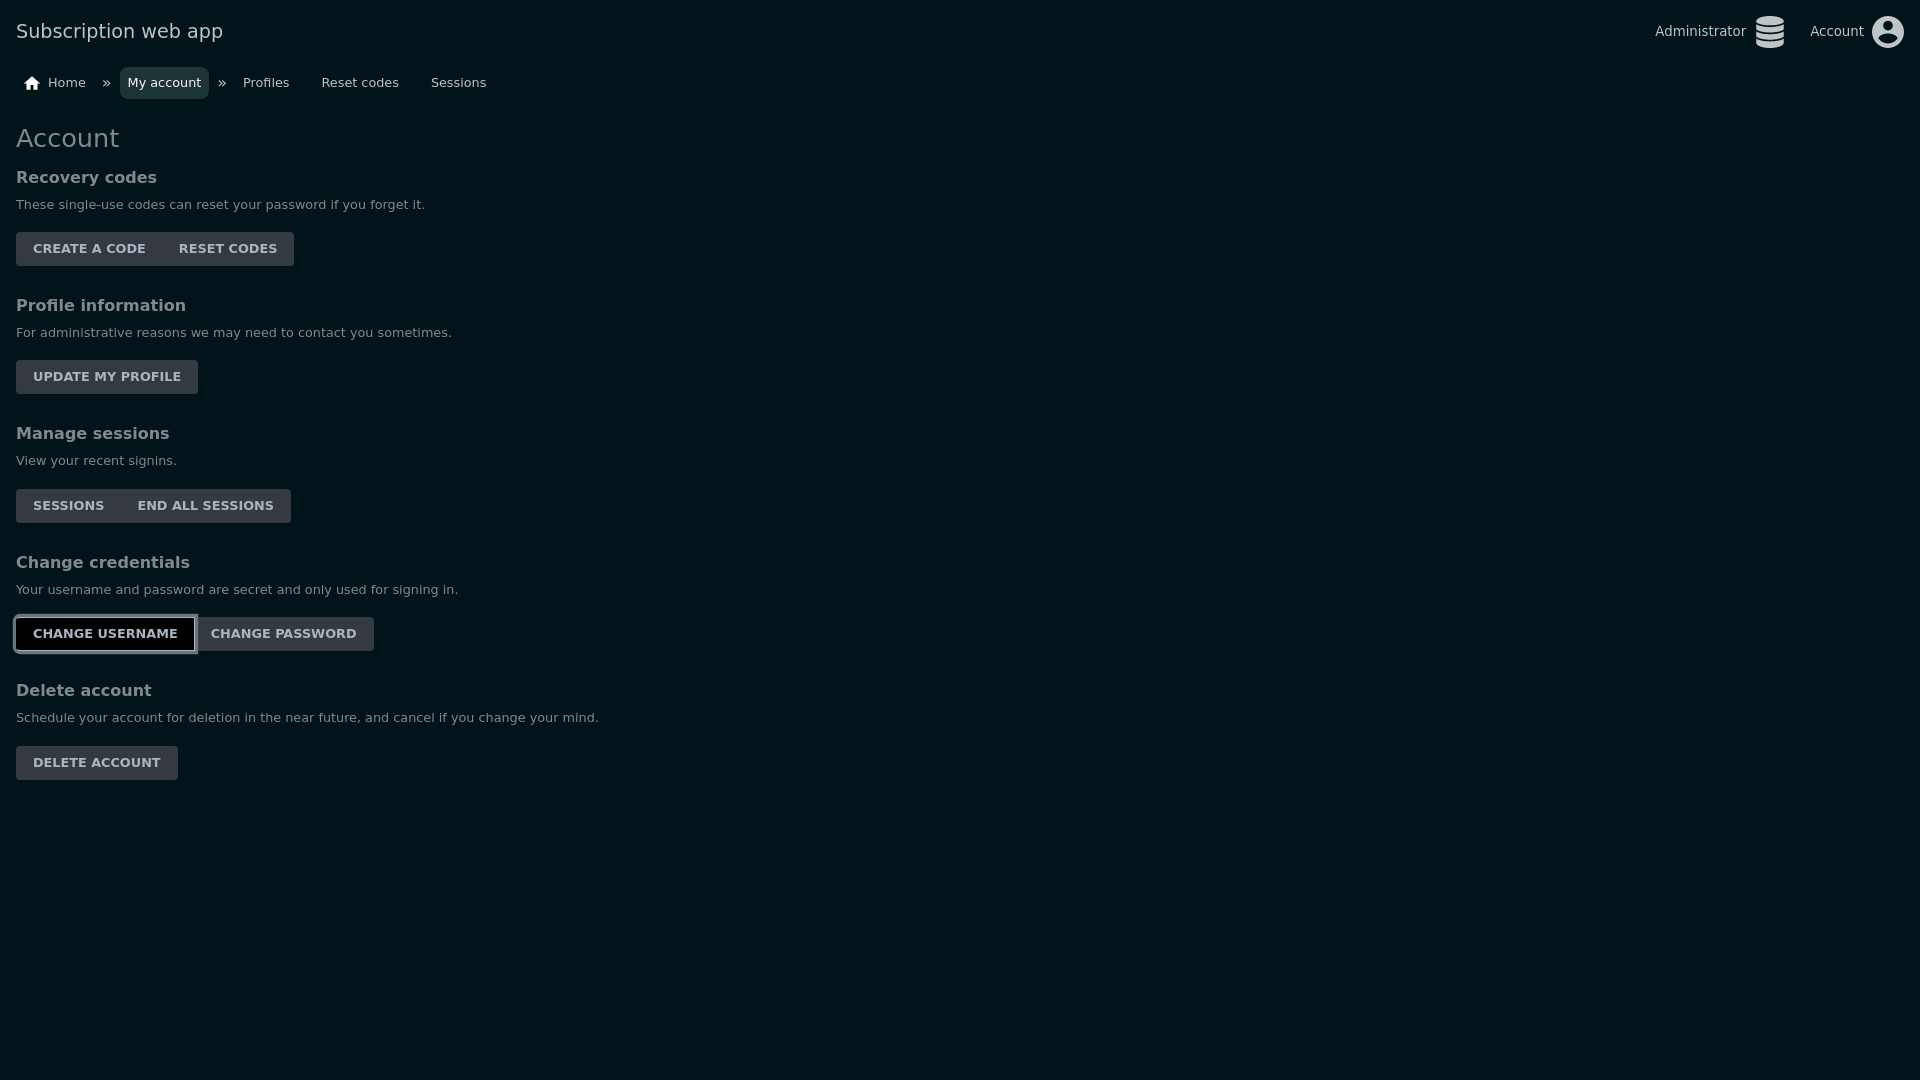 Subscription web app
Administrator
Account
Home » My account » Profiles Reset codes Sessions
Account
Recovery codes
These single-use codes can reset your password if you forget it.
CREATE A CODE RESET CODES
Profile information
For administrative reasons we may need to contact you sometimes.
UPDATE MY PROFILE
Manage sessions
View your recent signins.
SESSIONS END ALL SESSIONS
Change credentials
Your username and password are secret and only used for signing in.
CHANGE USERNAME CHANGE PASSWORD
Delete account
Schedule your account for deletion in the near future, and cancel if you change your mind.
DELETE ACCOUNT